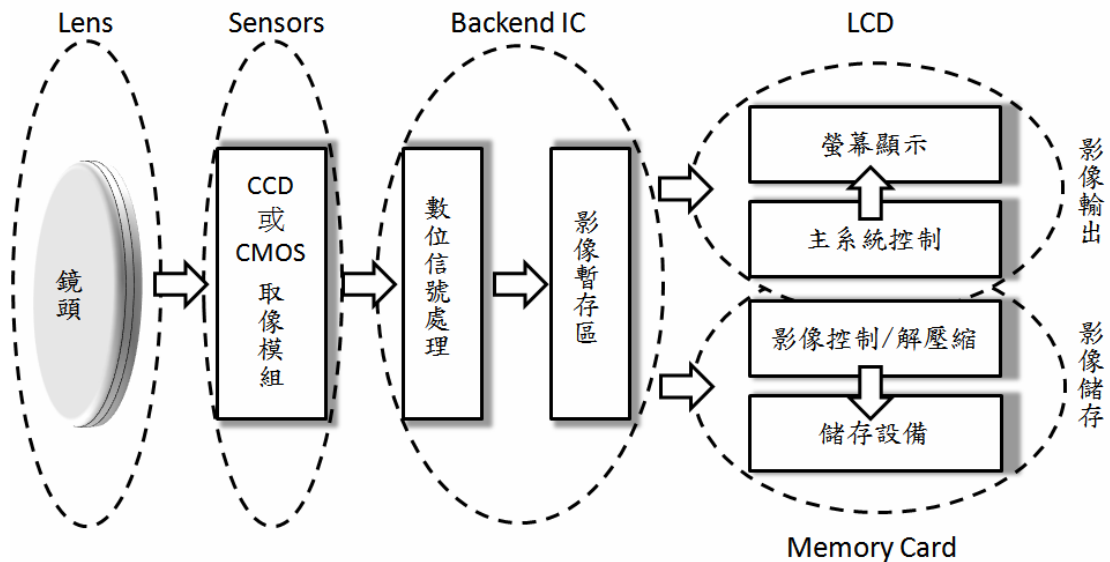 Lens
Sensors
Backend IC
LCD
鏡頭
CCD
或
CMOS
取像模組
數位信號處理
影像暫存區
螢幕顯示
主系統控制
影像輸出
影像控制/解壓縮
儲存設備
影像儲存
Memory Card